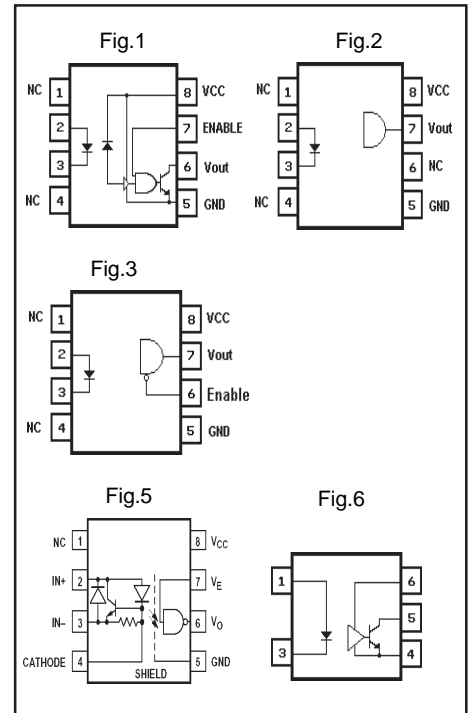 Fig.1
NC 1 8 VCC
2 7 ENABLE
3 6 Vout
NC 4 5 GND
Fig.2
NC 1 8 VCC
2 7 Vout
3 6 NC
NC 4 5 GND
Fig.3
NC 1 8 VCC
2 7 Vout
3 6 Enable
NC 4 5 GND
Fig.5
NC 1 8 VCC
IN+ 2 7 VE
IN– 3 6 VO
CATHODE 4 5 GND
SHIELD
Fig.6
1 6
5
3 4